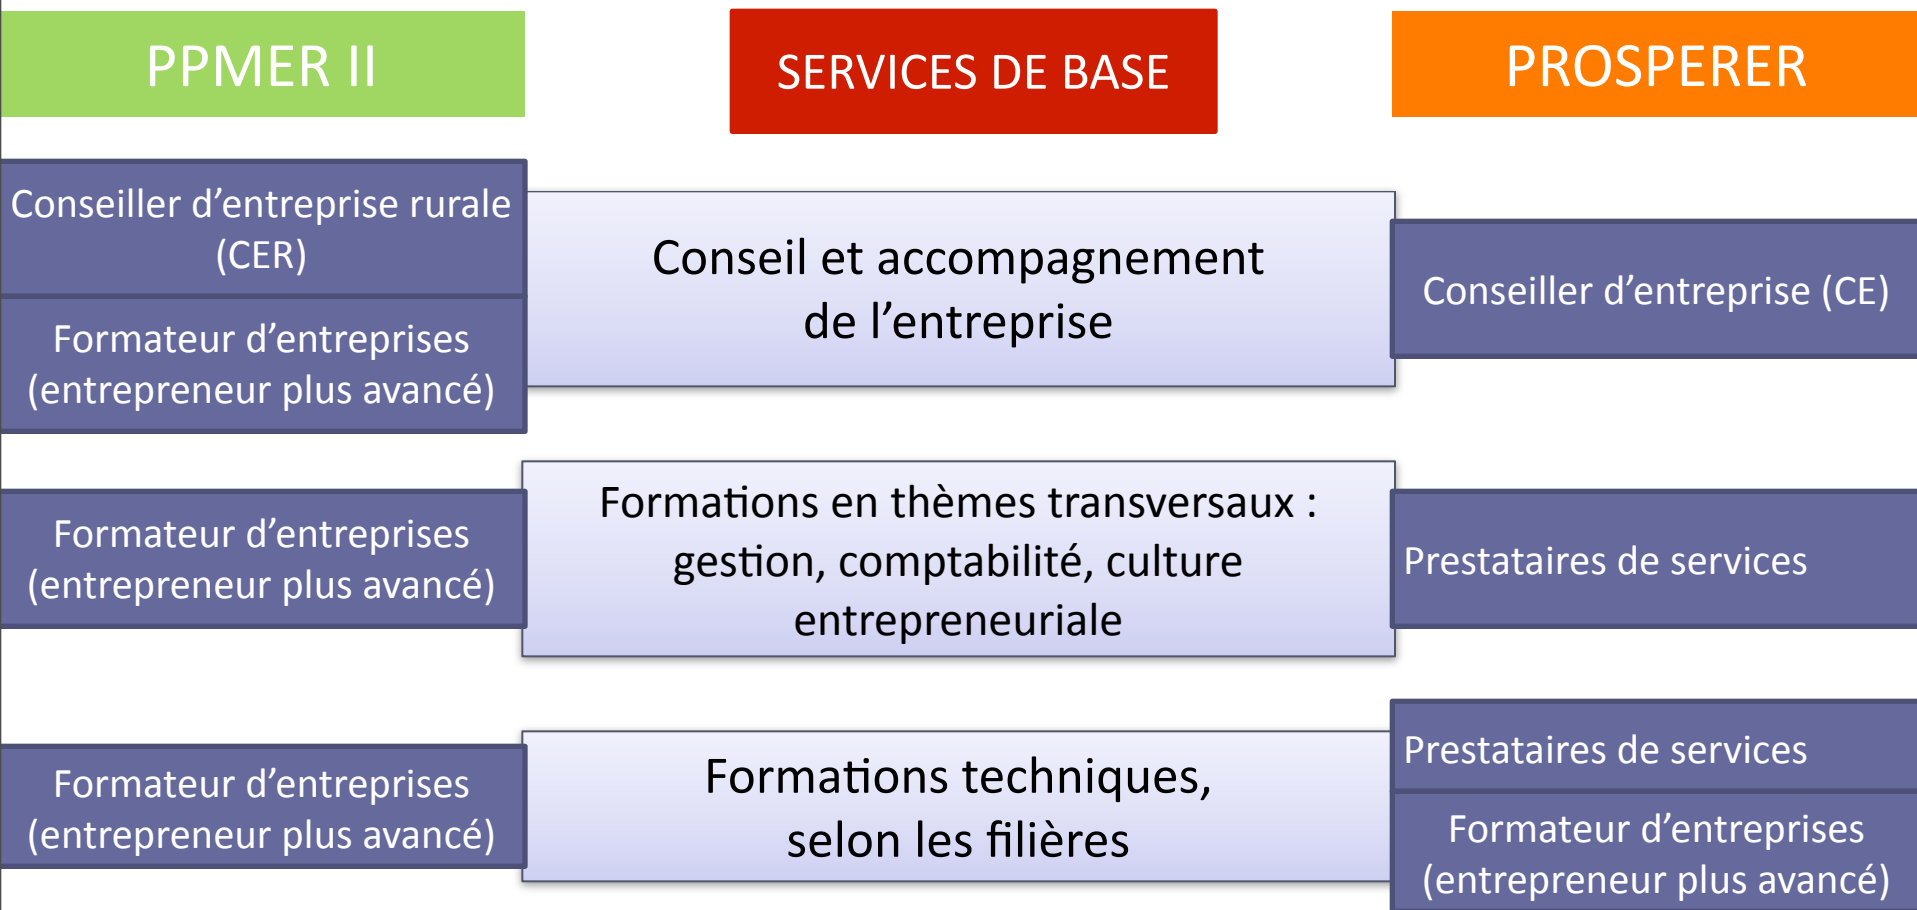 PPMER II
SERVICES DE BASE
PROSPERER
Conseiller d’entreprise rurale
(CER)
Formateur d’entreprises
(entrepreneur plus avancé)
Conseil et accompagnement
de l’entreprise
Conseiller d’entreprise (CE)
Formateur d’entreprises
(entrepreneur plus avancé)
Formations en thèmes transversaux :
gestion, comptabilité, culture
entrepreneuriale
Prestataires de services
Formateur d’entreprises
(entrepreneur plus avancé)
Formations techniques,
selon les filières
Prestataires de services
Formateur d’entreprises
(entrepreneur plus avancé)